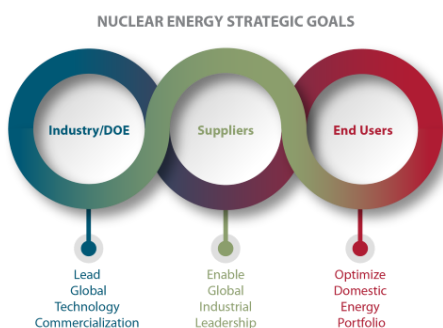 NUCLEAR ENERGY STRATEGIC GOALS
Industry/DOE
Suppliers
End Users
Lead
Global
Technology
Commercialization
Enable
Global
Industrial
Leadership
Optimize
Domestic
Energy
Portfolio